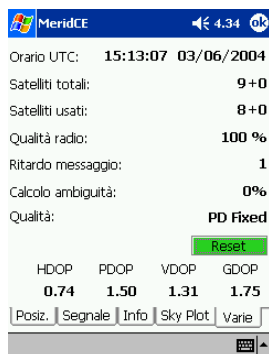 MeridCE 4.34 ok
Orario UTC: 15:13:07 03/06/2004
Satelliti totali: 9+0
Satelliti usati: 8+0
Qualità radio: 100 %
Ritardo messaggio: 1
Calcolo ambiguità: 0%
Qualità: PD Fixed
Reset
HDOP PDOP VDOP GDOP
0.74 1.50 1.31 1.75
Posiz. Segnale Info Sky Plot Varie